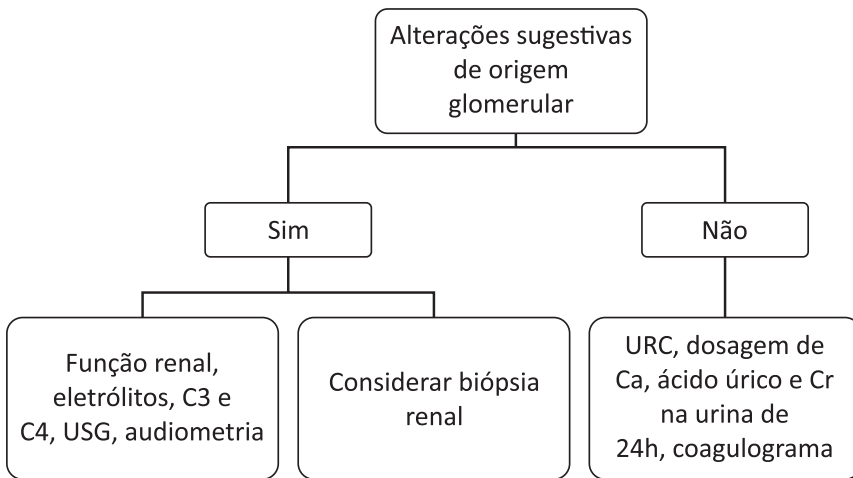 Alterações sugestivas
de origem
glomerular
Sim
Não
Função renal,
eletrólitos, C3 e
C4, USG, audiometria
Considerar biópsia
renal
URC, dosagem de
Ca, ácido úrico e Cr
na urina de
24h, coagulograma